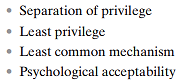 • Separation of privilege
• Least privilege
• Least common mechanism
• Psychological acceptability